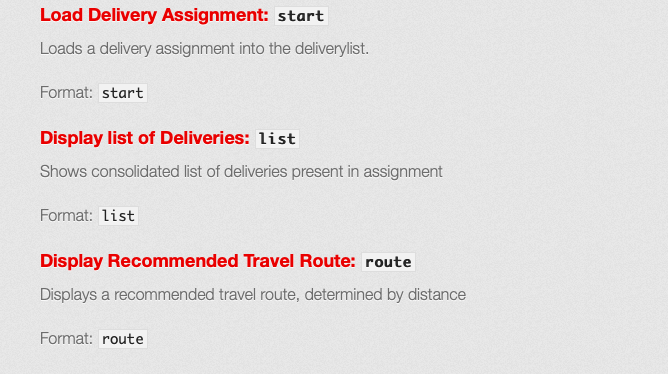 Load Delivery Assignment: start
Loads a delivery assignment into the deliverylist.
Format: start
Display list of Deliveries: list
Shows consolidated list of deliveries present in assignment
Format: list
Display Recommended Travel Route: route
Displays a recommended travel route, determined by distance
Format: route